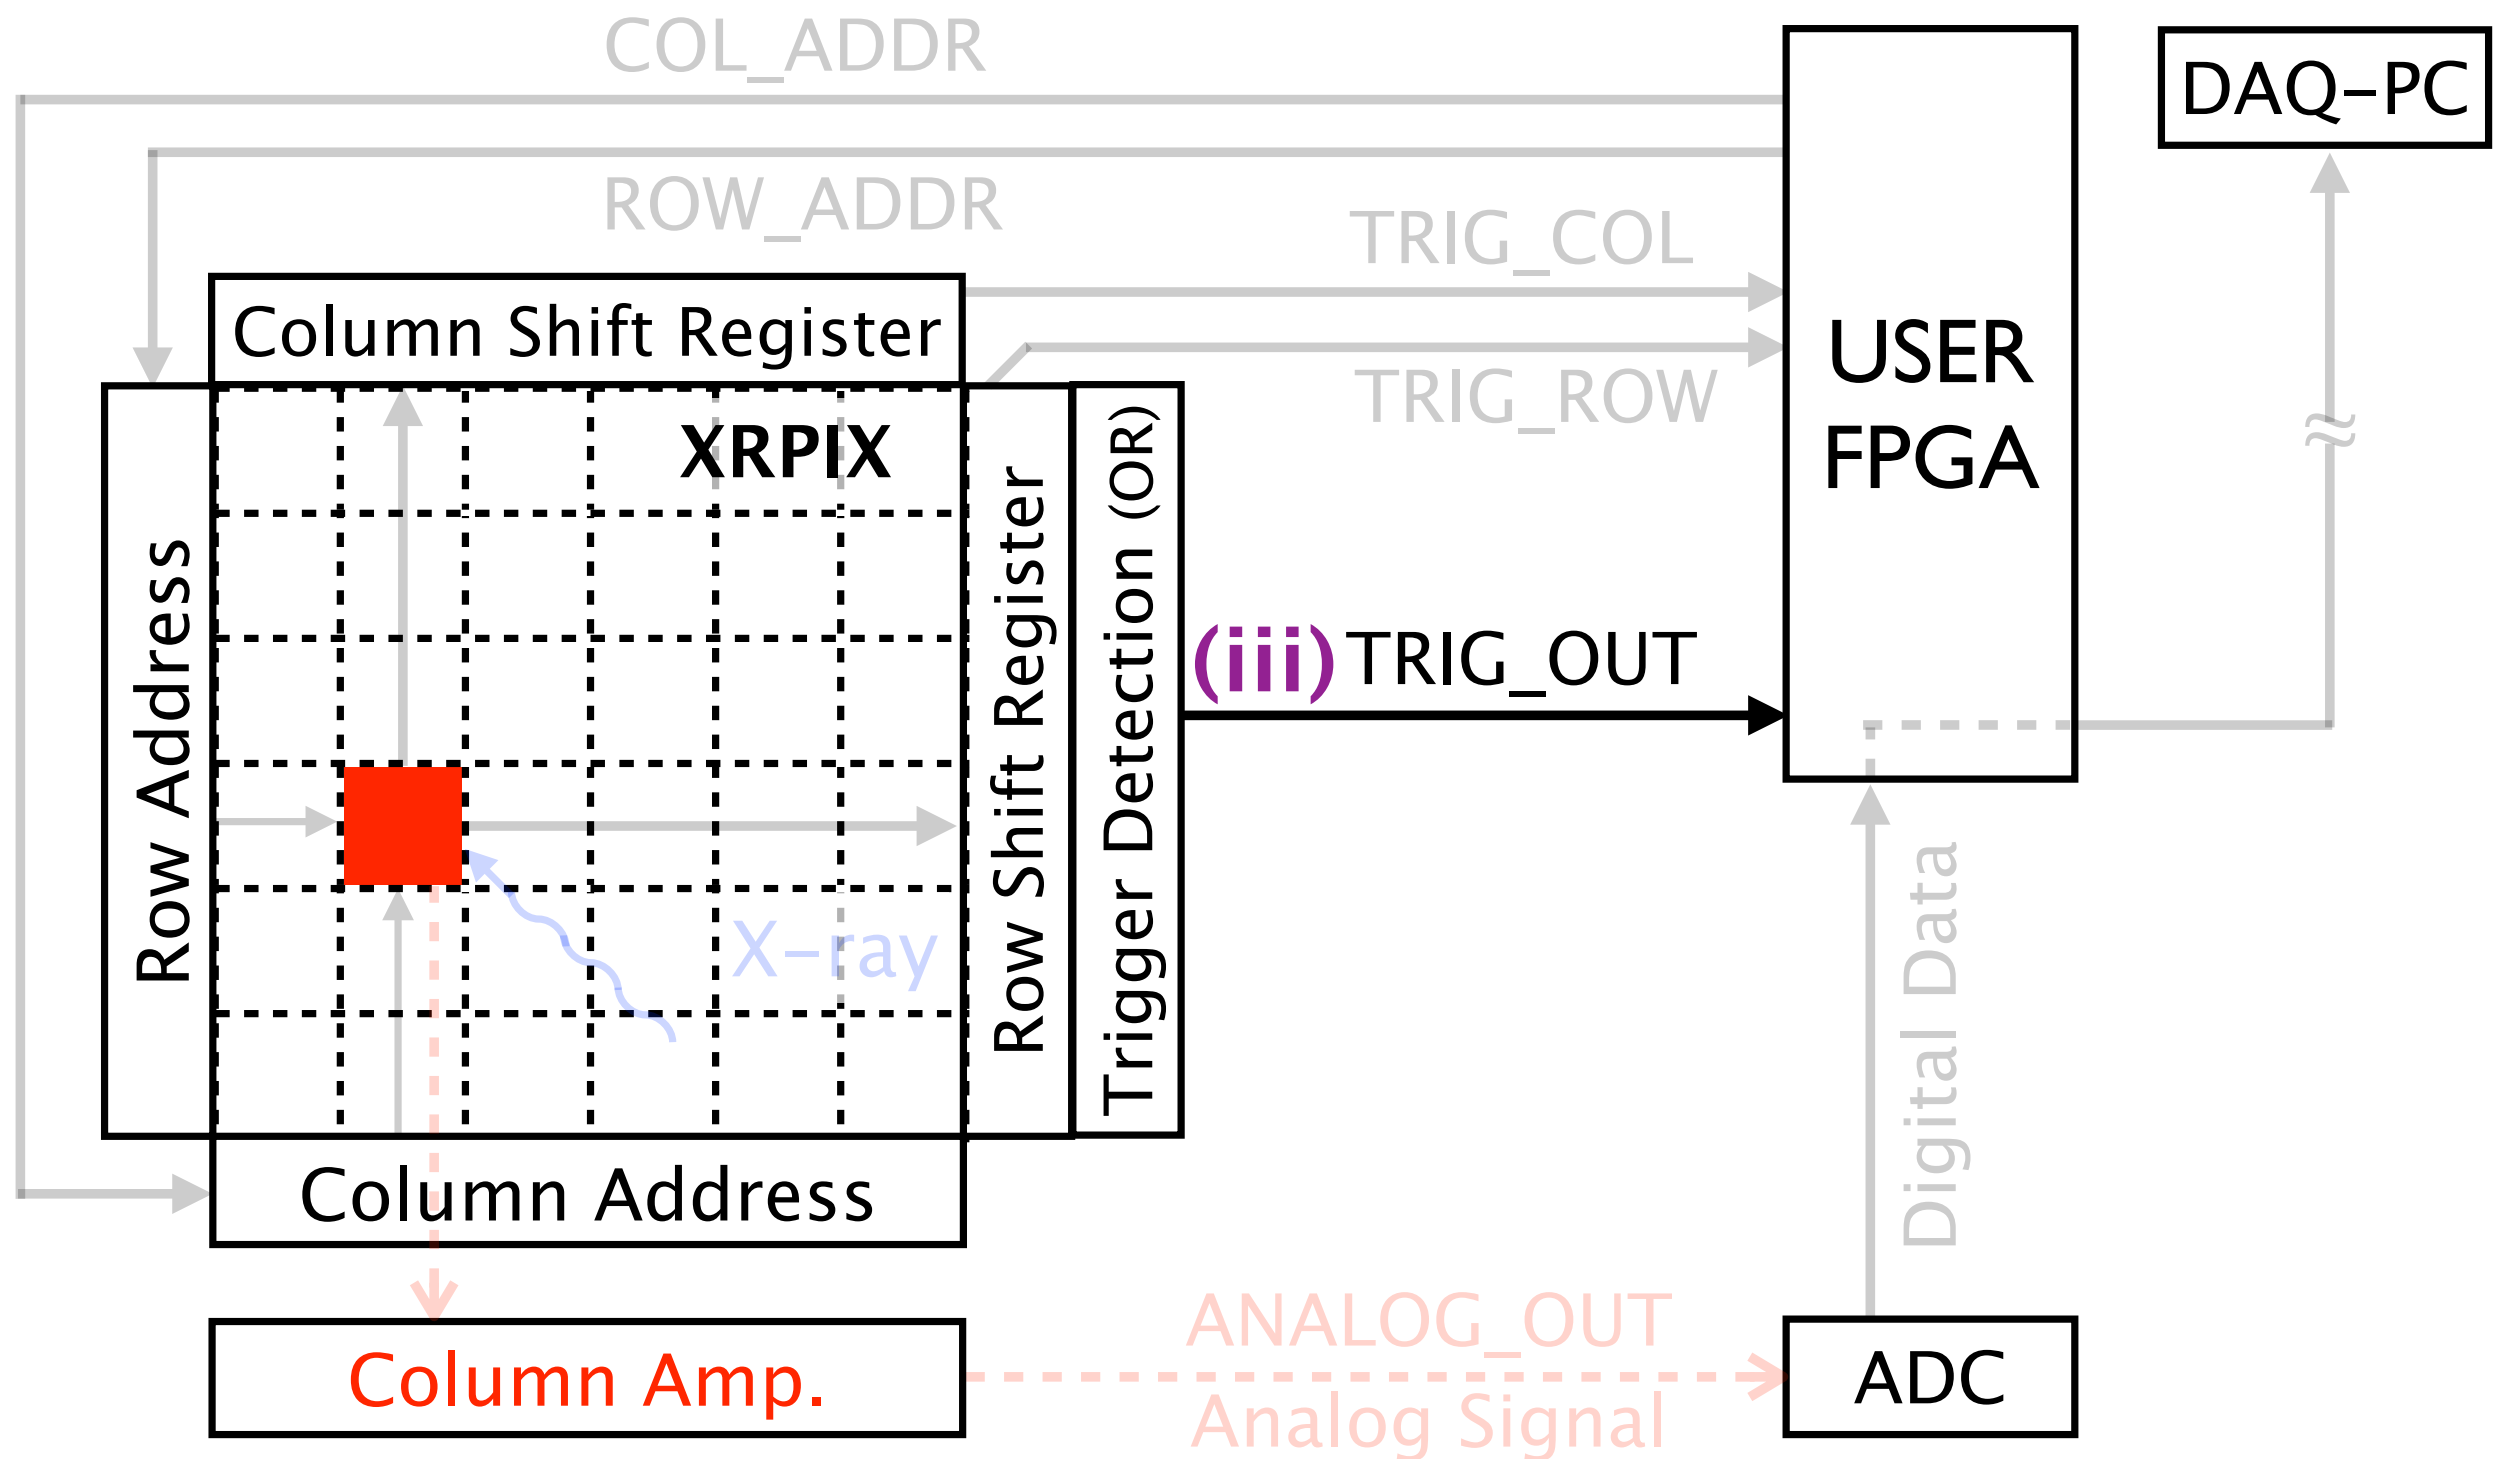 COL_ADDR
DAQ-PC
ROW_ADDR
TRIG_COL
Column Shift Register
USER
FPGA
TRIG_ROW
XRPIX
≈
Row Address
Row Shift Register
Trigger Detection (OR)
(iii) TRIG_OUT
X-ray
Digital Data
Column Address
ANALOG_OUT
Column Amp.
ADC
Analog Signal